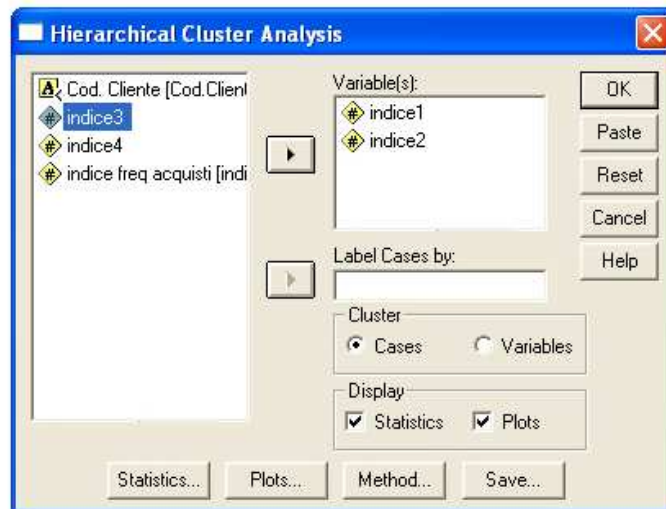 Hierarchical Cluster Analysis
Cod. Cliente [Cod.Client
indice3
indice4
indice freq acquisti [indi
Variable(s):
indice1
indice2
Label Cases by:
Cluster
Cases
Variables
Display
Statistics
Plots
OK
Paste
Reset
Cancel
Help
Statistics...
Plots...
Method...
Save...